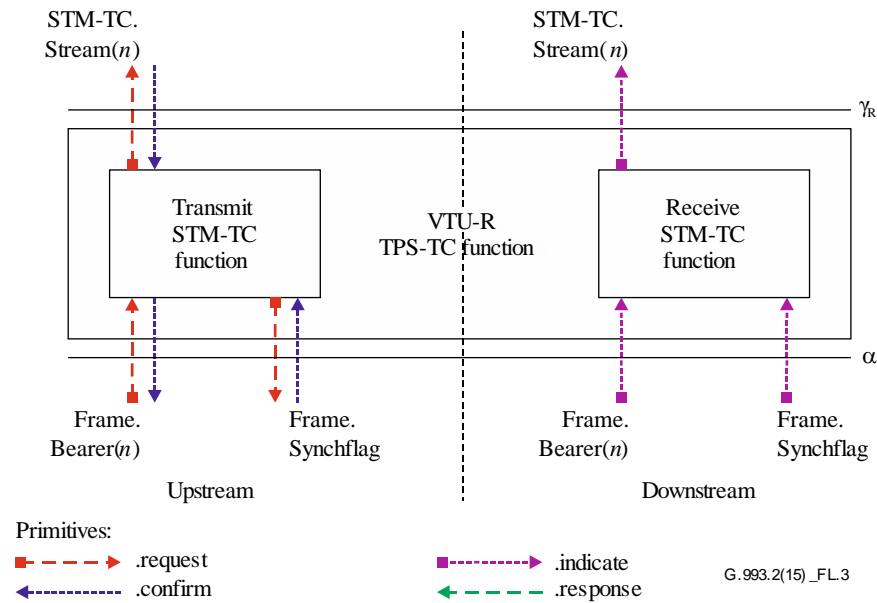 STM-TC.
Stream(n)
STM-TC.
Stream(n)
γR
Transmit
STM-TC
function
VTU-R
TPS-TC function
Receive
STM-TC
function
α
Frame.
Bearer(n)
Frame.
Synchflag
Frame.
Bearer(n)
Frame.
Synchflag
Upstream
Downstream
Primitives:
.request
.indicate
.confirm
.response
G.993.2(15)_FL.3